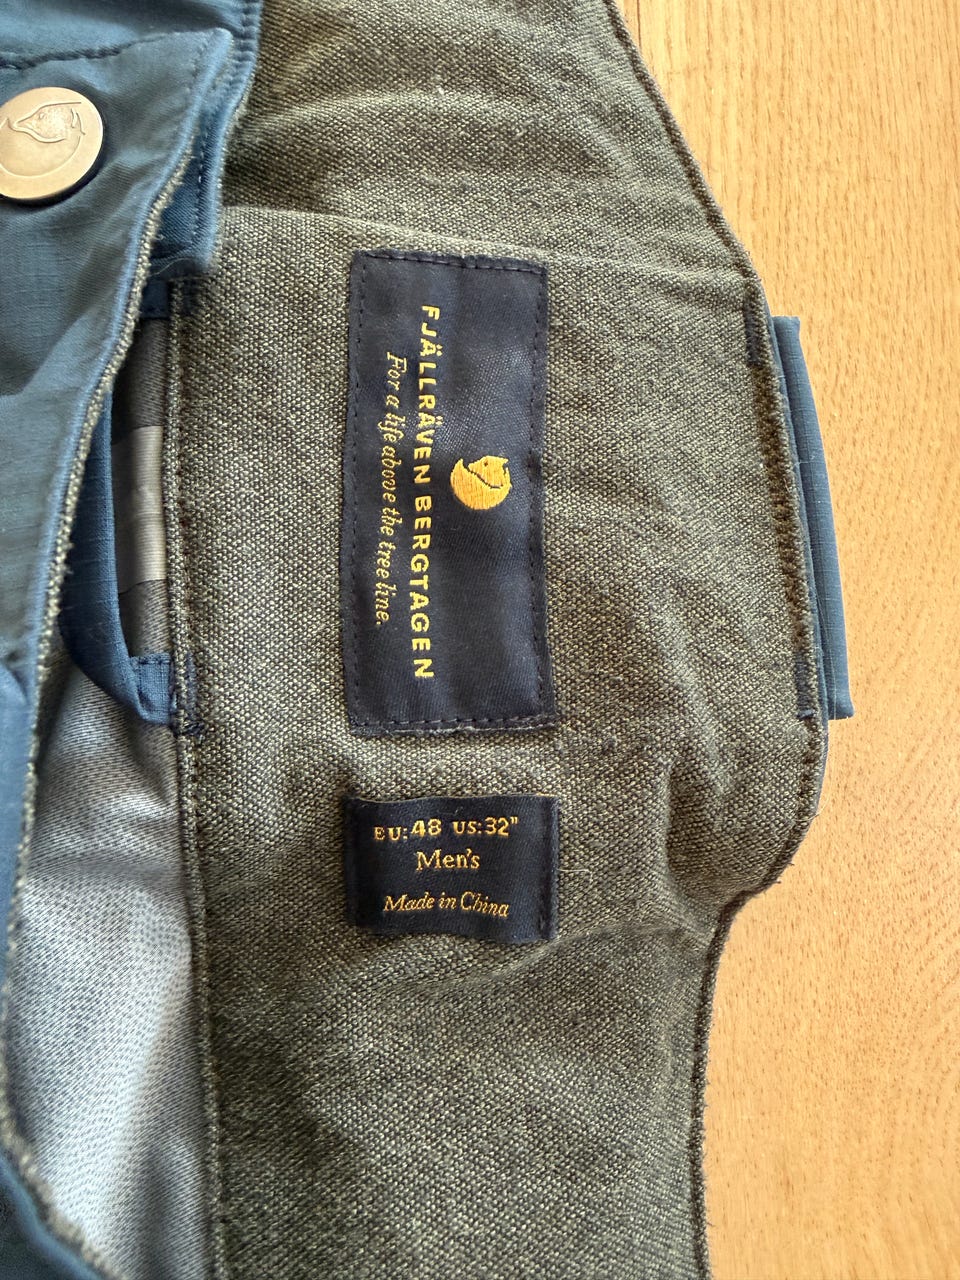 FJÄLLRÄVEN BERGTAGEN
For a life above the tree line.
EU:48 US:32"
Men's
Made in China